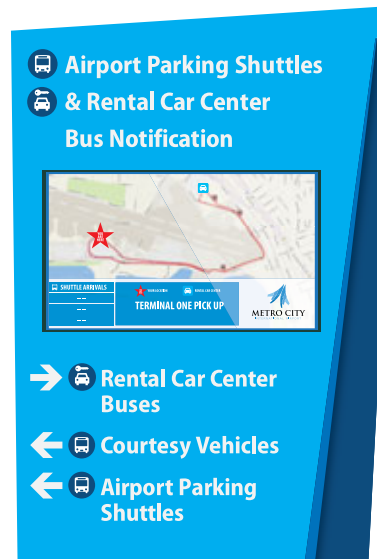 Airport Parking Shuttles
& Rental Car Center
Bus Notification
SHUTTLE ARRIVALS
--
--
--
TERMINAL ONE PICK UP
METRO CITY
Rental Car Center
Buses
Courtesy Vehicles
Airport Parking
Shuttles